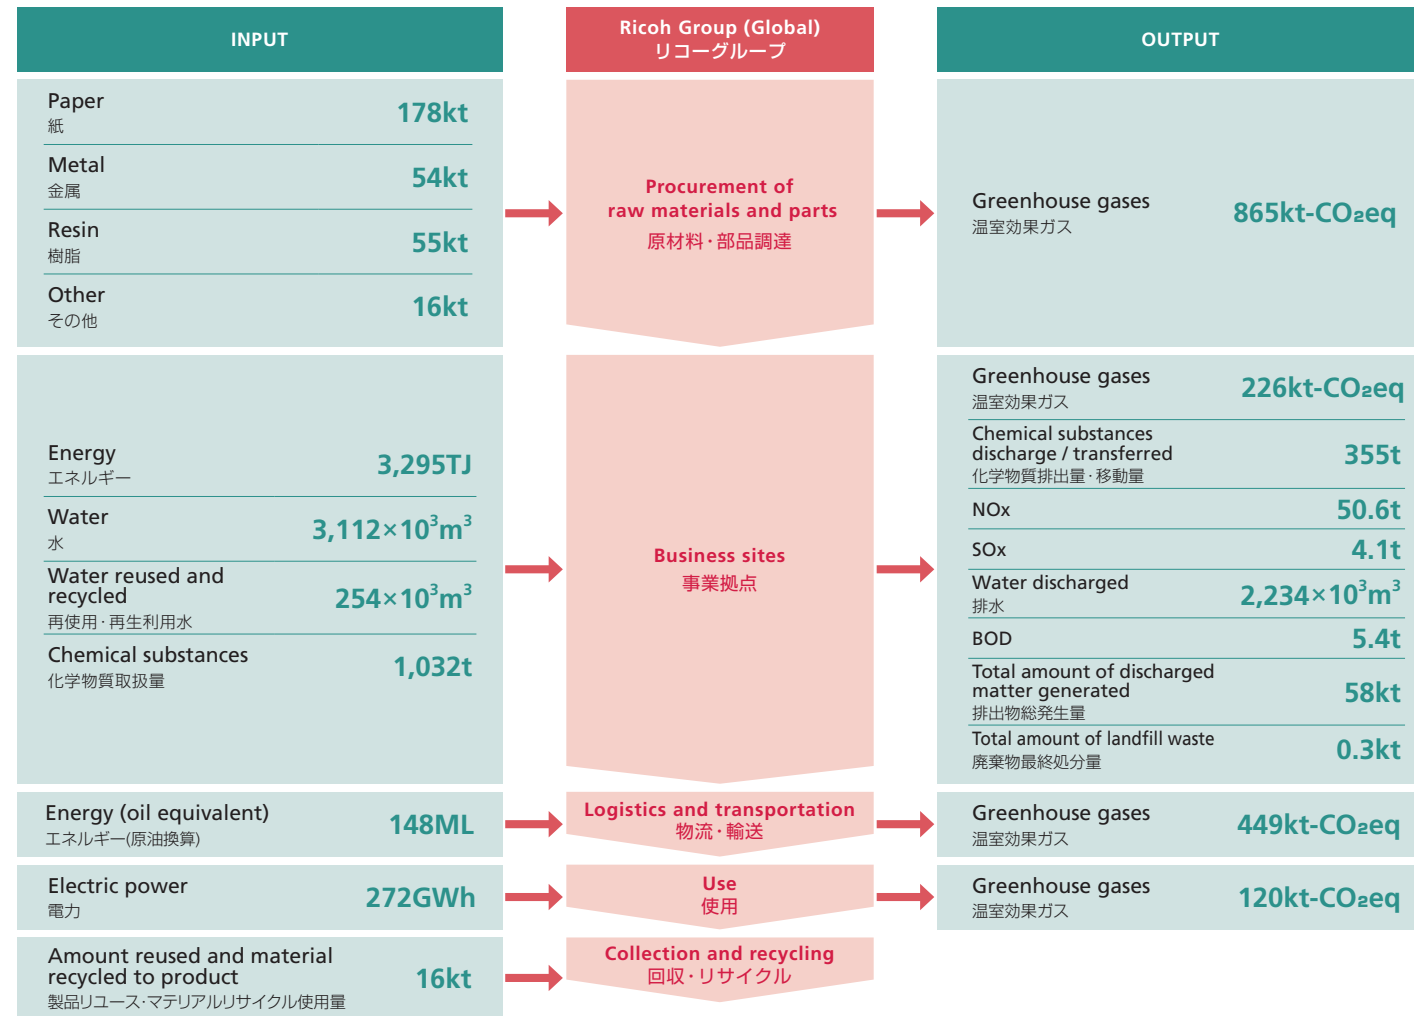 INPUT
Ricoh Group (Global)
リコーグループ
OUTPUT
Paper
紙
178kt
Metal
金属
54kt
Resin
樹脂
55kt
Other
その他
16kt
Procurement of
raw materials and parts
原材料・部品調達
Greenhouse gases
温室効果ガス
865kt-CO₂eq
Energy
エネルギー
3,295TJ
Water
水
3,112×10³m³
Water reused and
recycled
再使用・再生利用水
254×10³m³
Chemical substances
化学物質取扱量
1,032t
Business sites
事業拠点
Greenhouse gases
温室効果ガス
226kt-CO₂eq
Chemical substances
discharge / transferred
化学物質排出量・移動量
355t
NOx
50.6t
SOx
4.1t
Water discharged
排水
2,234×10³m³
BOD
5.4t
Total amount of discharged
matter generated
排出物総発生量
58kt
Total amount of landfill waste
廃棄物最終処分量
0.3kt
Energy (oil equivalent)
エネルギー(原油換算)
148ML
Logistics and transportation
物流・輸送
Greenhouse gases
温室効果ガス
449kt-CO₂eq
Electric power
電力
272GWh
Use
使用
Greenhouse gases
温室効果ガス
120kt-CO₂eq
Amount reused and material
recycled to product
製品リユース・マテリアルリサイクル使用量
16kt
Collection and recycling
回収・リサイクル